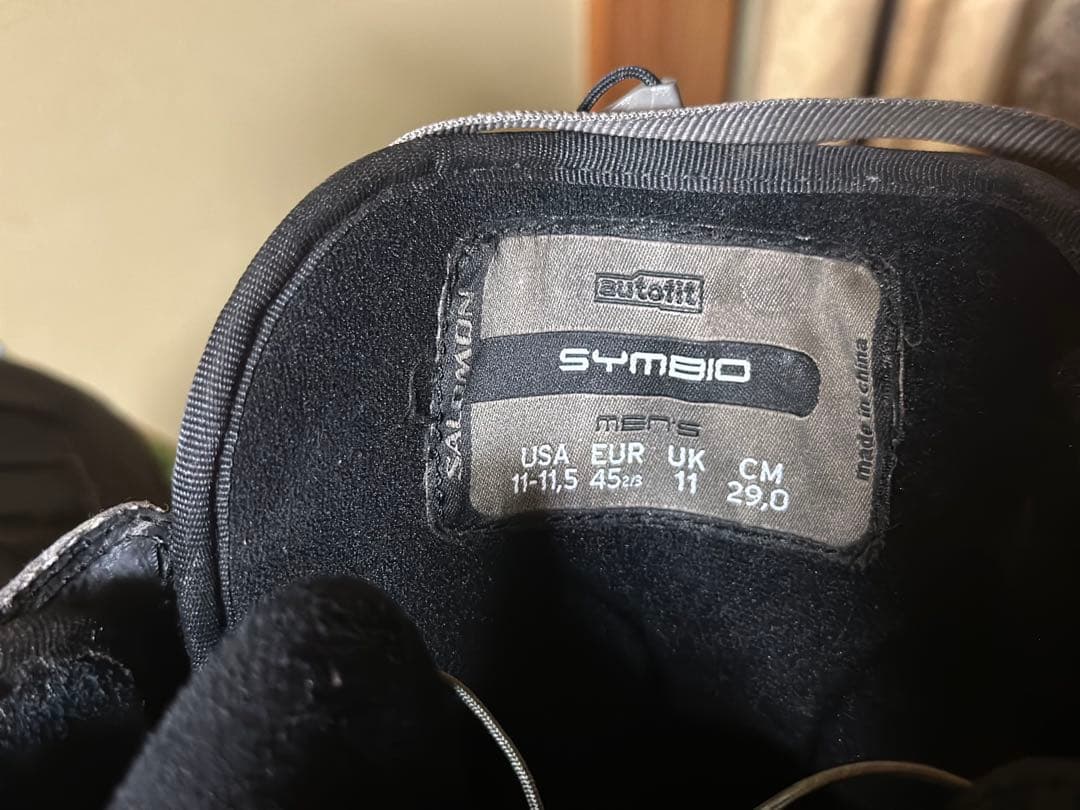 autofit
SYMBIO
MEN'S
USA EUR UK CM
11-11,5 45 2/3 11 29,0
SALOMON
made in china